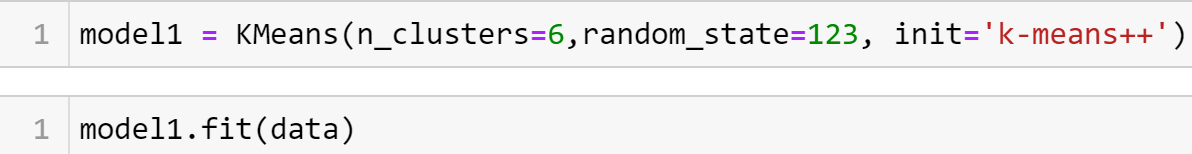 1 model1 = KMeans(n_clusters=6,random_state=123, init='k-means++')
1 model1.fit(data)